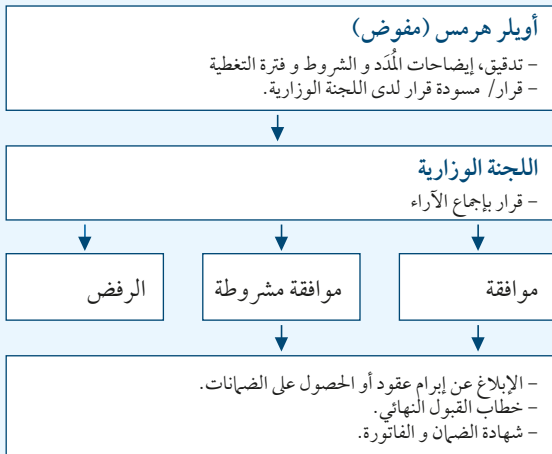 أويلر هرمس (مفوض)
– تدقيق، إيضاحات المُدَد و الشروط و فترة التغطية
– قرار/ مسودة قرار لدى اللجنة الوزارية.
اللجنة الوزارية
– قرار بإجماع الآراء
موافقة
موافقة مشروطة
الرفض
– الإبلاغ عن إبرام عقود أو الحصول على الضمانات.
– خطاب القبول النهائي.
– شهادة الضمان و الفاتورة.